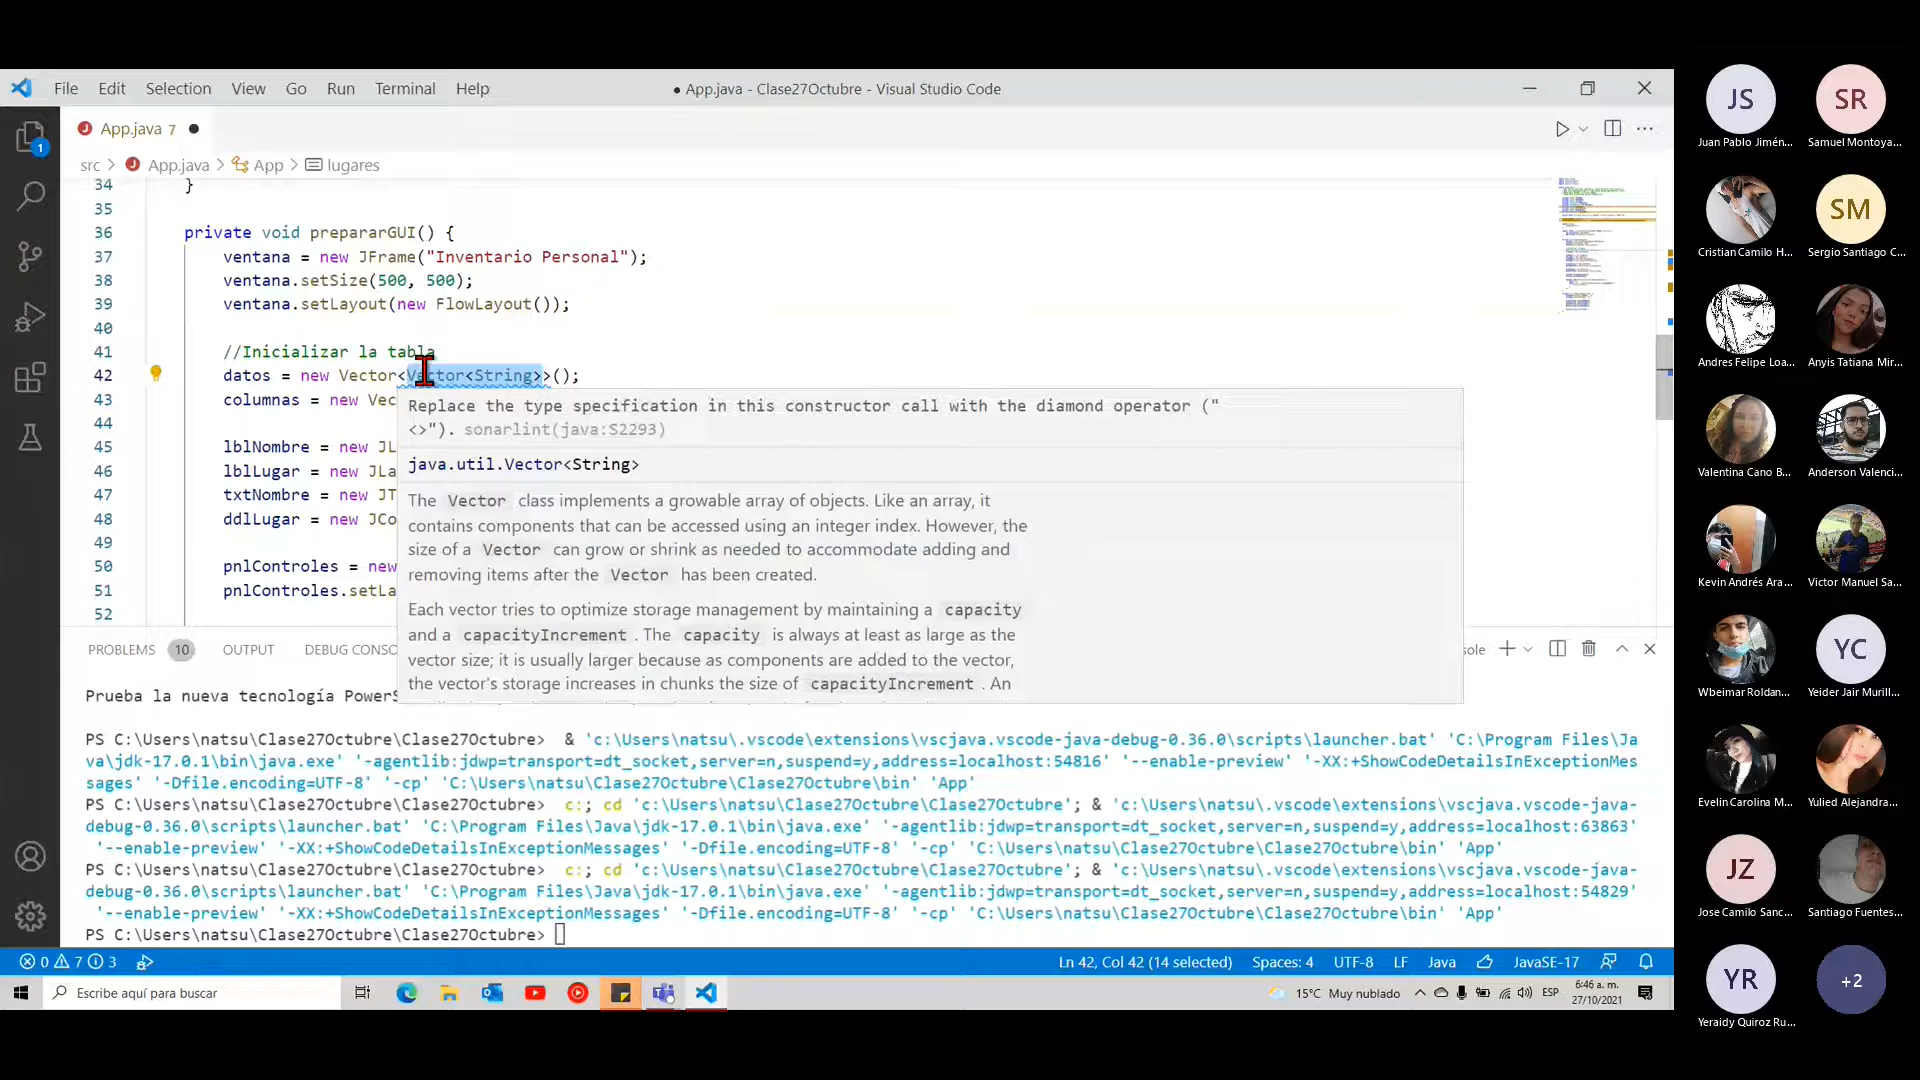 File Edit Selection View Go Run Terminal Help
● App.java - Clase27Octubre - Visual Studio Code
App.java 7 ●
src > App.java > App > lugares
34 }
35
36 private void prepararGUI() {
37 ventana = new JFrame("Inventario Personal");
38 ventana.setSize(500, 500);
39 ventana.setLayout(new FlowLayout());
40
41 //Inicializar la tabla
42 datos = new Vector<Vector<String>>();
43 columnas = new Vec
44
45 lblNombre = new JL
46 lblLugar = new JLa
47 txtNombre = new JT
48 ddlLugar = new JCo
49
50 pnlControles = new
51 pnlControles.setLa
52
Replace the type specification in this constructor call with the diamond operator ("
<>"). sonarlint(java:S2293)
java.util.Vector<String>
The Vector class implements a growable array of objects. Like an array, it
contains components that can be accessed using an integer index. However, the
size of a Vector can grow or shrink as needed to accommodate adding and
removing items after the Vector has been created.
Each vector tries to optimize storage management by maintaining a capacity
and a capacityIncrement . The capacity is always at least as large as the
vector size; it is usually larger because as components are added to the vector,
the vector's storage increases in chunks the size of capacityIncrement . An
PROBLEMS 10 OUTPUT DEBUG CONSO
sole
Prueba la nueva tecnología PowerS
PS C:\Users\natsu\Clase27Octubre\Clase27Octubre> & 'c:\Users\natsu\.vscode\extensions\vscjava.vscode-java-debug-0.36.0\scripts\launcher.bat' 'C:\Program Files\Ja
va\jdk-17.0.1\bin\java.exe' '-agentlib:jdwp=transport=dt_socket,server=n,suspend=y,address=localhost:54816' '--enable-preview' '-XX:+ShowCodeDetailsInExceptionMes
sages' '-Dfile.encoding=UTF-8' '-cp' 'C:\Users\natsu\Clase27Octubre\Clase27Octubre\bin' 'App'
PS C:\Users\natsu\Clase27Octubre\Clase27Octubre> c:; cd 'c:\Users\natsu\Clase27Octubre\Clase27Octubre'; & 'c:\Users\natsu\.vscode\extensions\vscjava.vscode-java-
debug-0.36.0\scripts\launcher.bat' 'C:\Program Files\Java\jdk-17.0.1\bin\java.exe' '-agentlib:jdwp=transport=dt_socket,server=n,suspend=y,address=localhost:63863'
'--enable-preview' '-XX:+ShowCodeDetailsInExceptionMessages' '-Dfile.encoding=UTF-8' '-cp' 'C:\Users\natsu\Clase27Octubre\Clase27Octubre\bin' 'App'
PS C:\Users\natsu\Clase27Octubre\Clase27Octubre> c:; cd 'c:\Users\natsu\Clase27Octubre\Clase27Octubre'; & 'c:\Users\natsu\.vscode\extensions\vscjava.vscode-java-
debug-0.36.0\scripts\launcher.bat' 'C:\Program Files\Java\jdk-17.0.1\bin\java.exe' '-agentlib:jdwp=transport=dt_socket,server=n,suspend=y,address=localhost:54829'
'--enable-preview' '-XX:+ShowCodeDetailsInExceptionMessages' '-Dfile.encoding=UTF-8' '-cp' 'C:\Users\natsu\Clase27Octubre\Clase27Octubre\bin' 'App'
PS C:\Users\natsu\Clase27Octubre\Clase27Octubre>
0 7 3 Ln 42, Col 42 (14 selected) Spaces: 4 UTF-8 LF Java JavaSE-17
Escribe aquí para buscar
15°C Muy nublado ESP
6:46 a. m.
27/10/2021
1
JS SR
Juan Pablo Jimén... Samuel Montoya...
SM
Cristian Camilo H... Sergio Santiago C...
Andres Felipe Loa... Anyis Tatiana Mir...
Valentina Cano B... Anderson Valenci...
Kevin Andrés Ara... Victor Manuel Sa...
YC
Wbeimar Roldan... Yeider Jair Murill...
Evelin Carolina M... Yulied Alejandra...
JZ
Jose Camilo Sanc... Santiago Fuentes...
YR +2
Yeraidy Quiroz Ru...